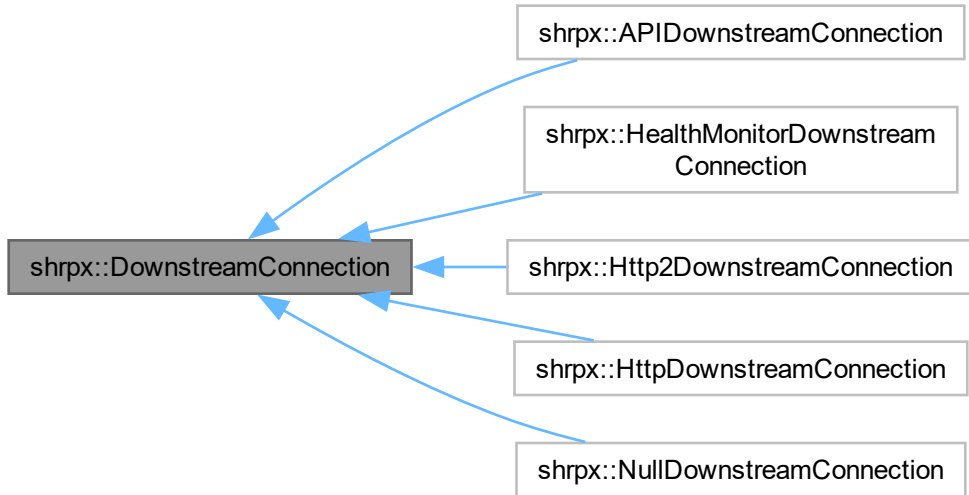 shrpx::APIDownstreamConnection
shrpx::HealthMonitorDownstream
Connection
shrpx::DownstreamConnection
shrpx::Http2DownstreamConnection
shrpx::HttpDownstreamConnection
shrpx::NullDownstreamConnection